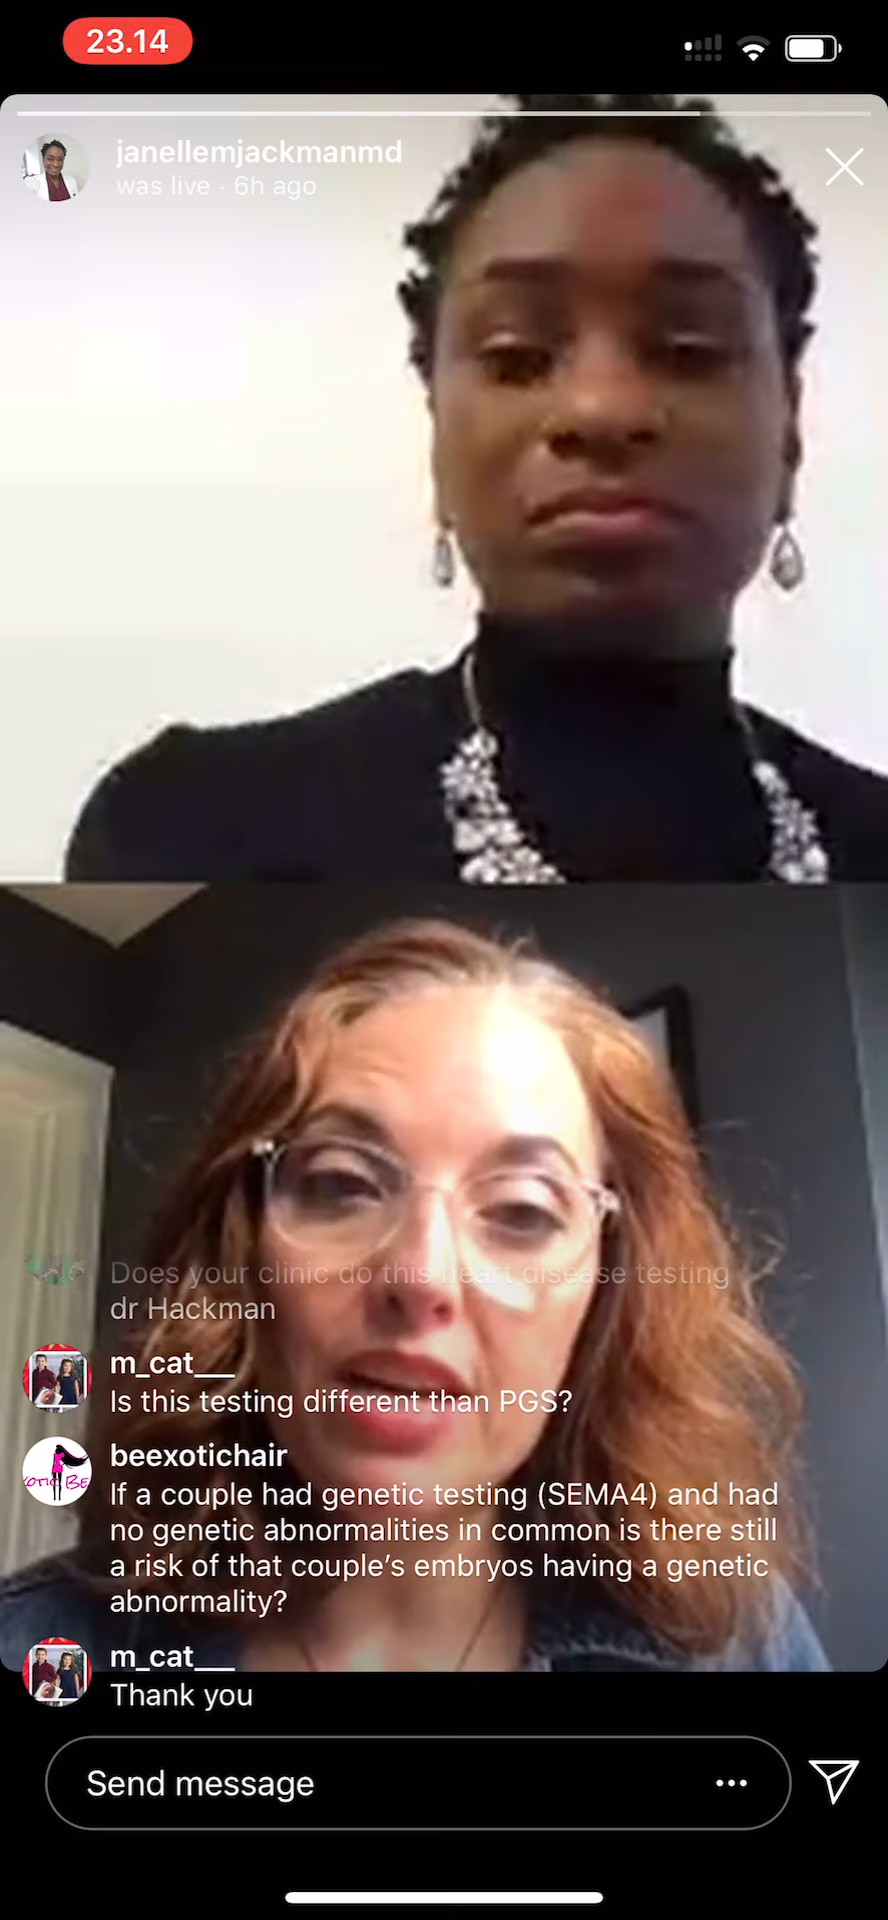 23.14
janellemjackmanmd
was live · 6h ago
Does your clinic do this heart disease testing
dr Hackman
m_cat___
Is this testing different than PGS?
beexotichair
If a couple had genetic testing (SEMA4) and had
no genetic abnormalities in common is there still
a risk of that couple’s embryos having a genetic
abnormality?
m_cat___
Thank you
Send message